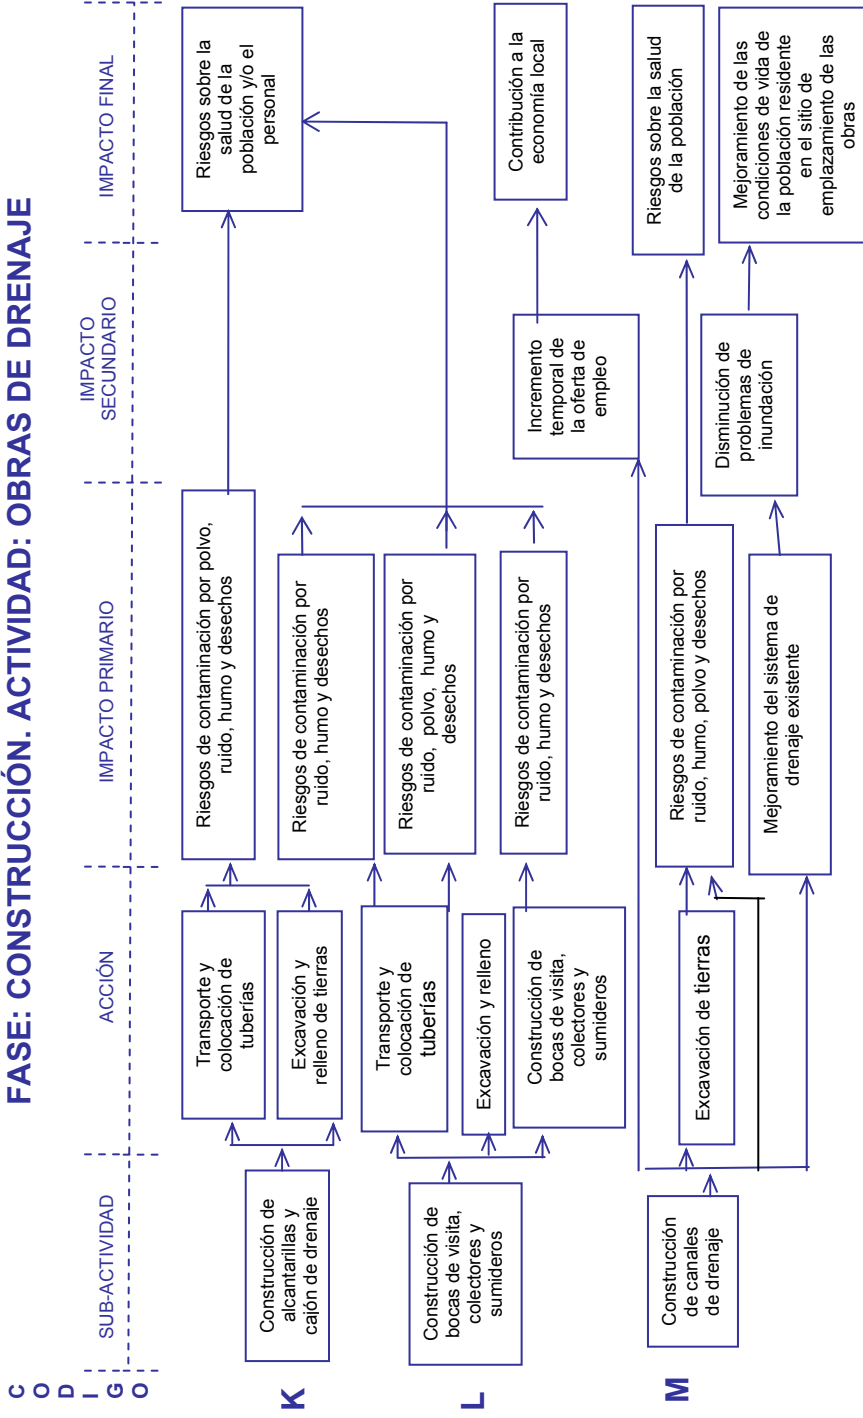 FASE: CONSTRUCCIÓN. ACTIVIDAD: OBRAS DE DRENAJE
C
O
D
I
G
O
SUB-ACTIVIDAD
ACCIÓN
IMPACTO PRIMARIO
IMPACTO
SECUNDARIO
IMPACTO FINAL
K
Construcción de
alcantarillas y
cajón de drenaje
Transporte y
colocación de
tuberías
Excavación y
relleno de tierras
Riesgos de contaminación por polvo,
ruido, humo y desechos
Riesgos sobre la
salud de la
población y/o el
personal
L
Construcción de
bocas de visita,
colectores y
sumideros
Transporte y
colocación de
tuberías
Excavación y relleno
Construcción de
bocas de visita,
colectores y
sumideros
Riesgos de contaminación por
ruido, humo y desechos
Riesgos de contaminación por
ruido, polvo, humo y
desechos
Riesgos de contaminación por
ruido, humo y desechos
Incremento
temporal de
la oferta de
empleo
Contribución a la
economía local
M
Construcción
de canales
de drenaje
Excavación de tierras
Riesgos de contaminación por
ruido, humo, polvo y desechos
Mejoramiento del sistema de
drenaje existente
Disminución de
problemas de
inundación
Riesgos sobre la salud
de la población
Mejoramiento de las
condiciones de vida de
la población residente
en el sitio de
emplazamiento de las
obras